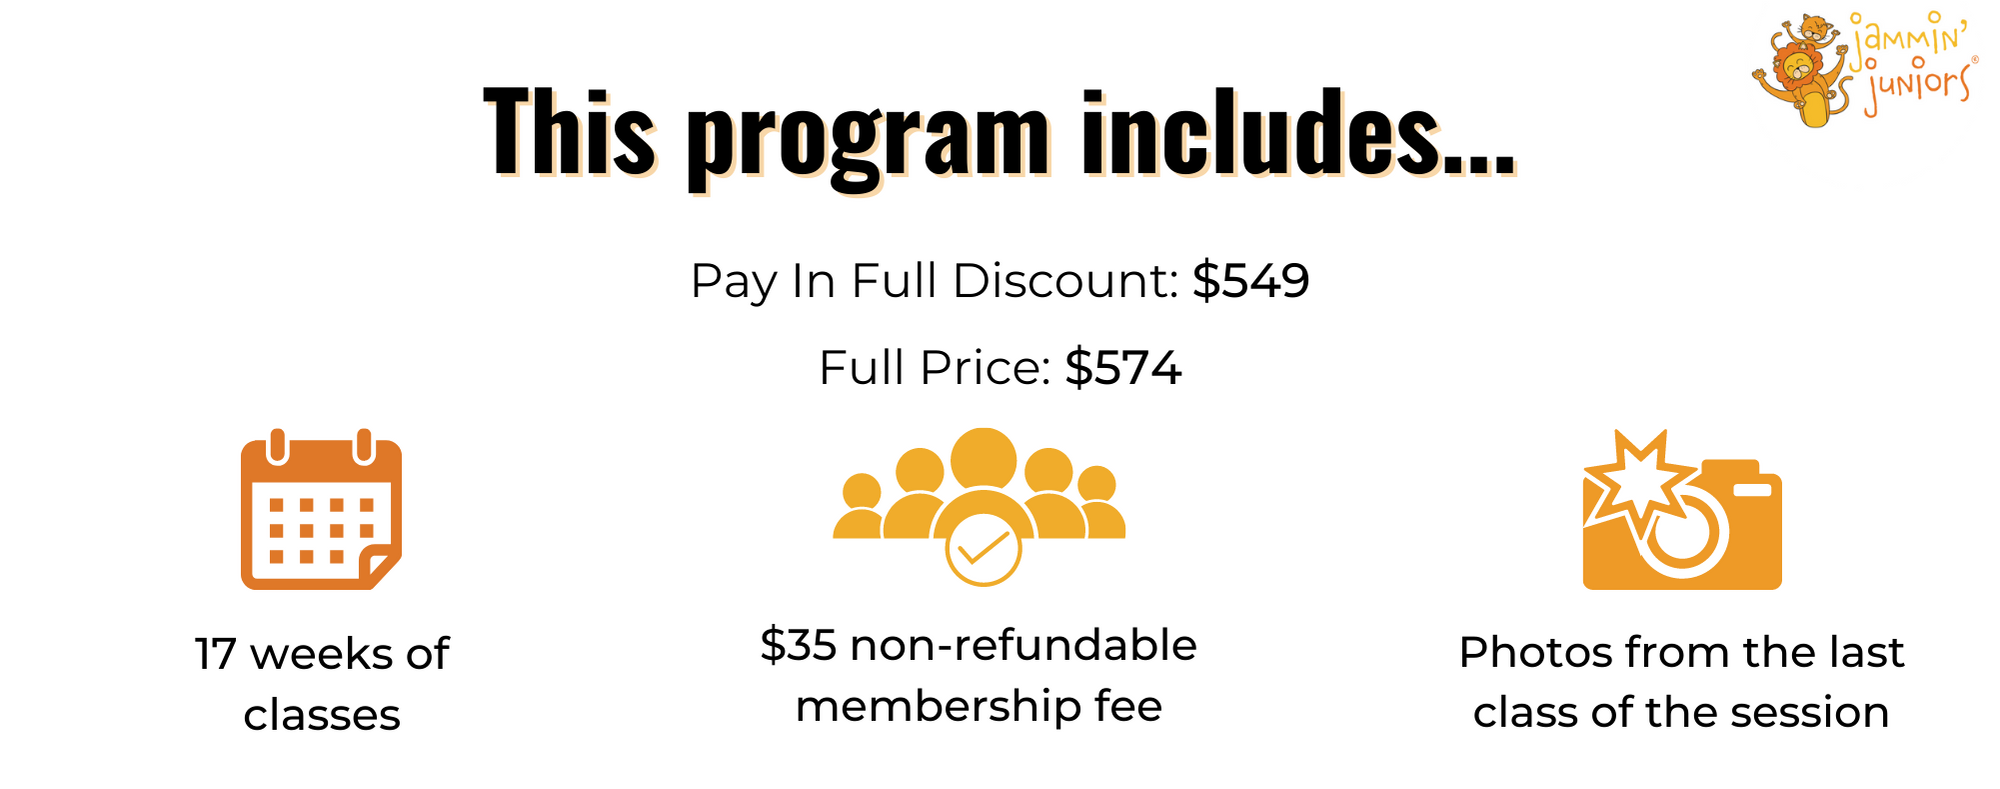 jammin'
juniors®
This program includes...
Pay In Full Discount: $549
Full Price: $574
17 weeks of
classes
$35 non-refundable
membership fee
Photos from the last
class of the session